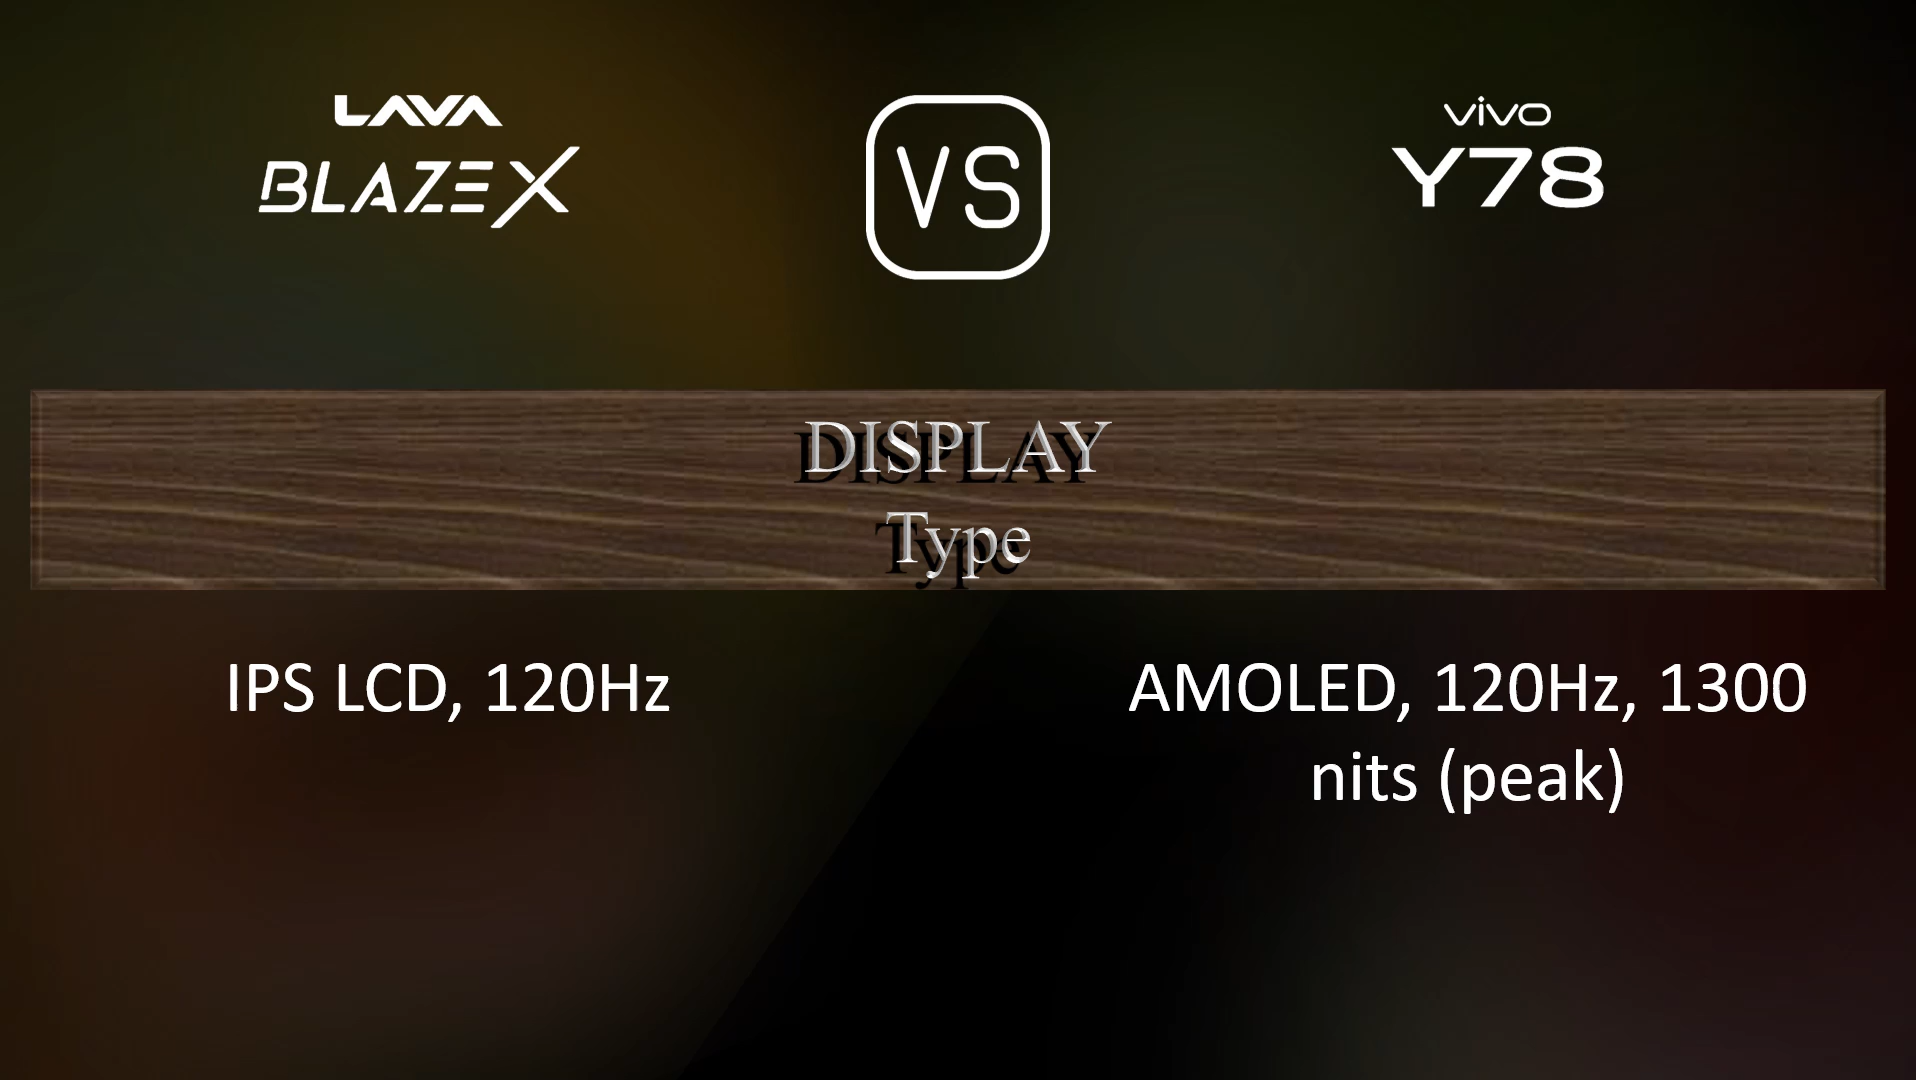 LAVA
BLAZE X
VS
vivo
Y78
DISPLAY
Type
IPS LCD, 120Hz
AMOLED, 120Hz, 1300
nits (peak)